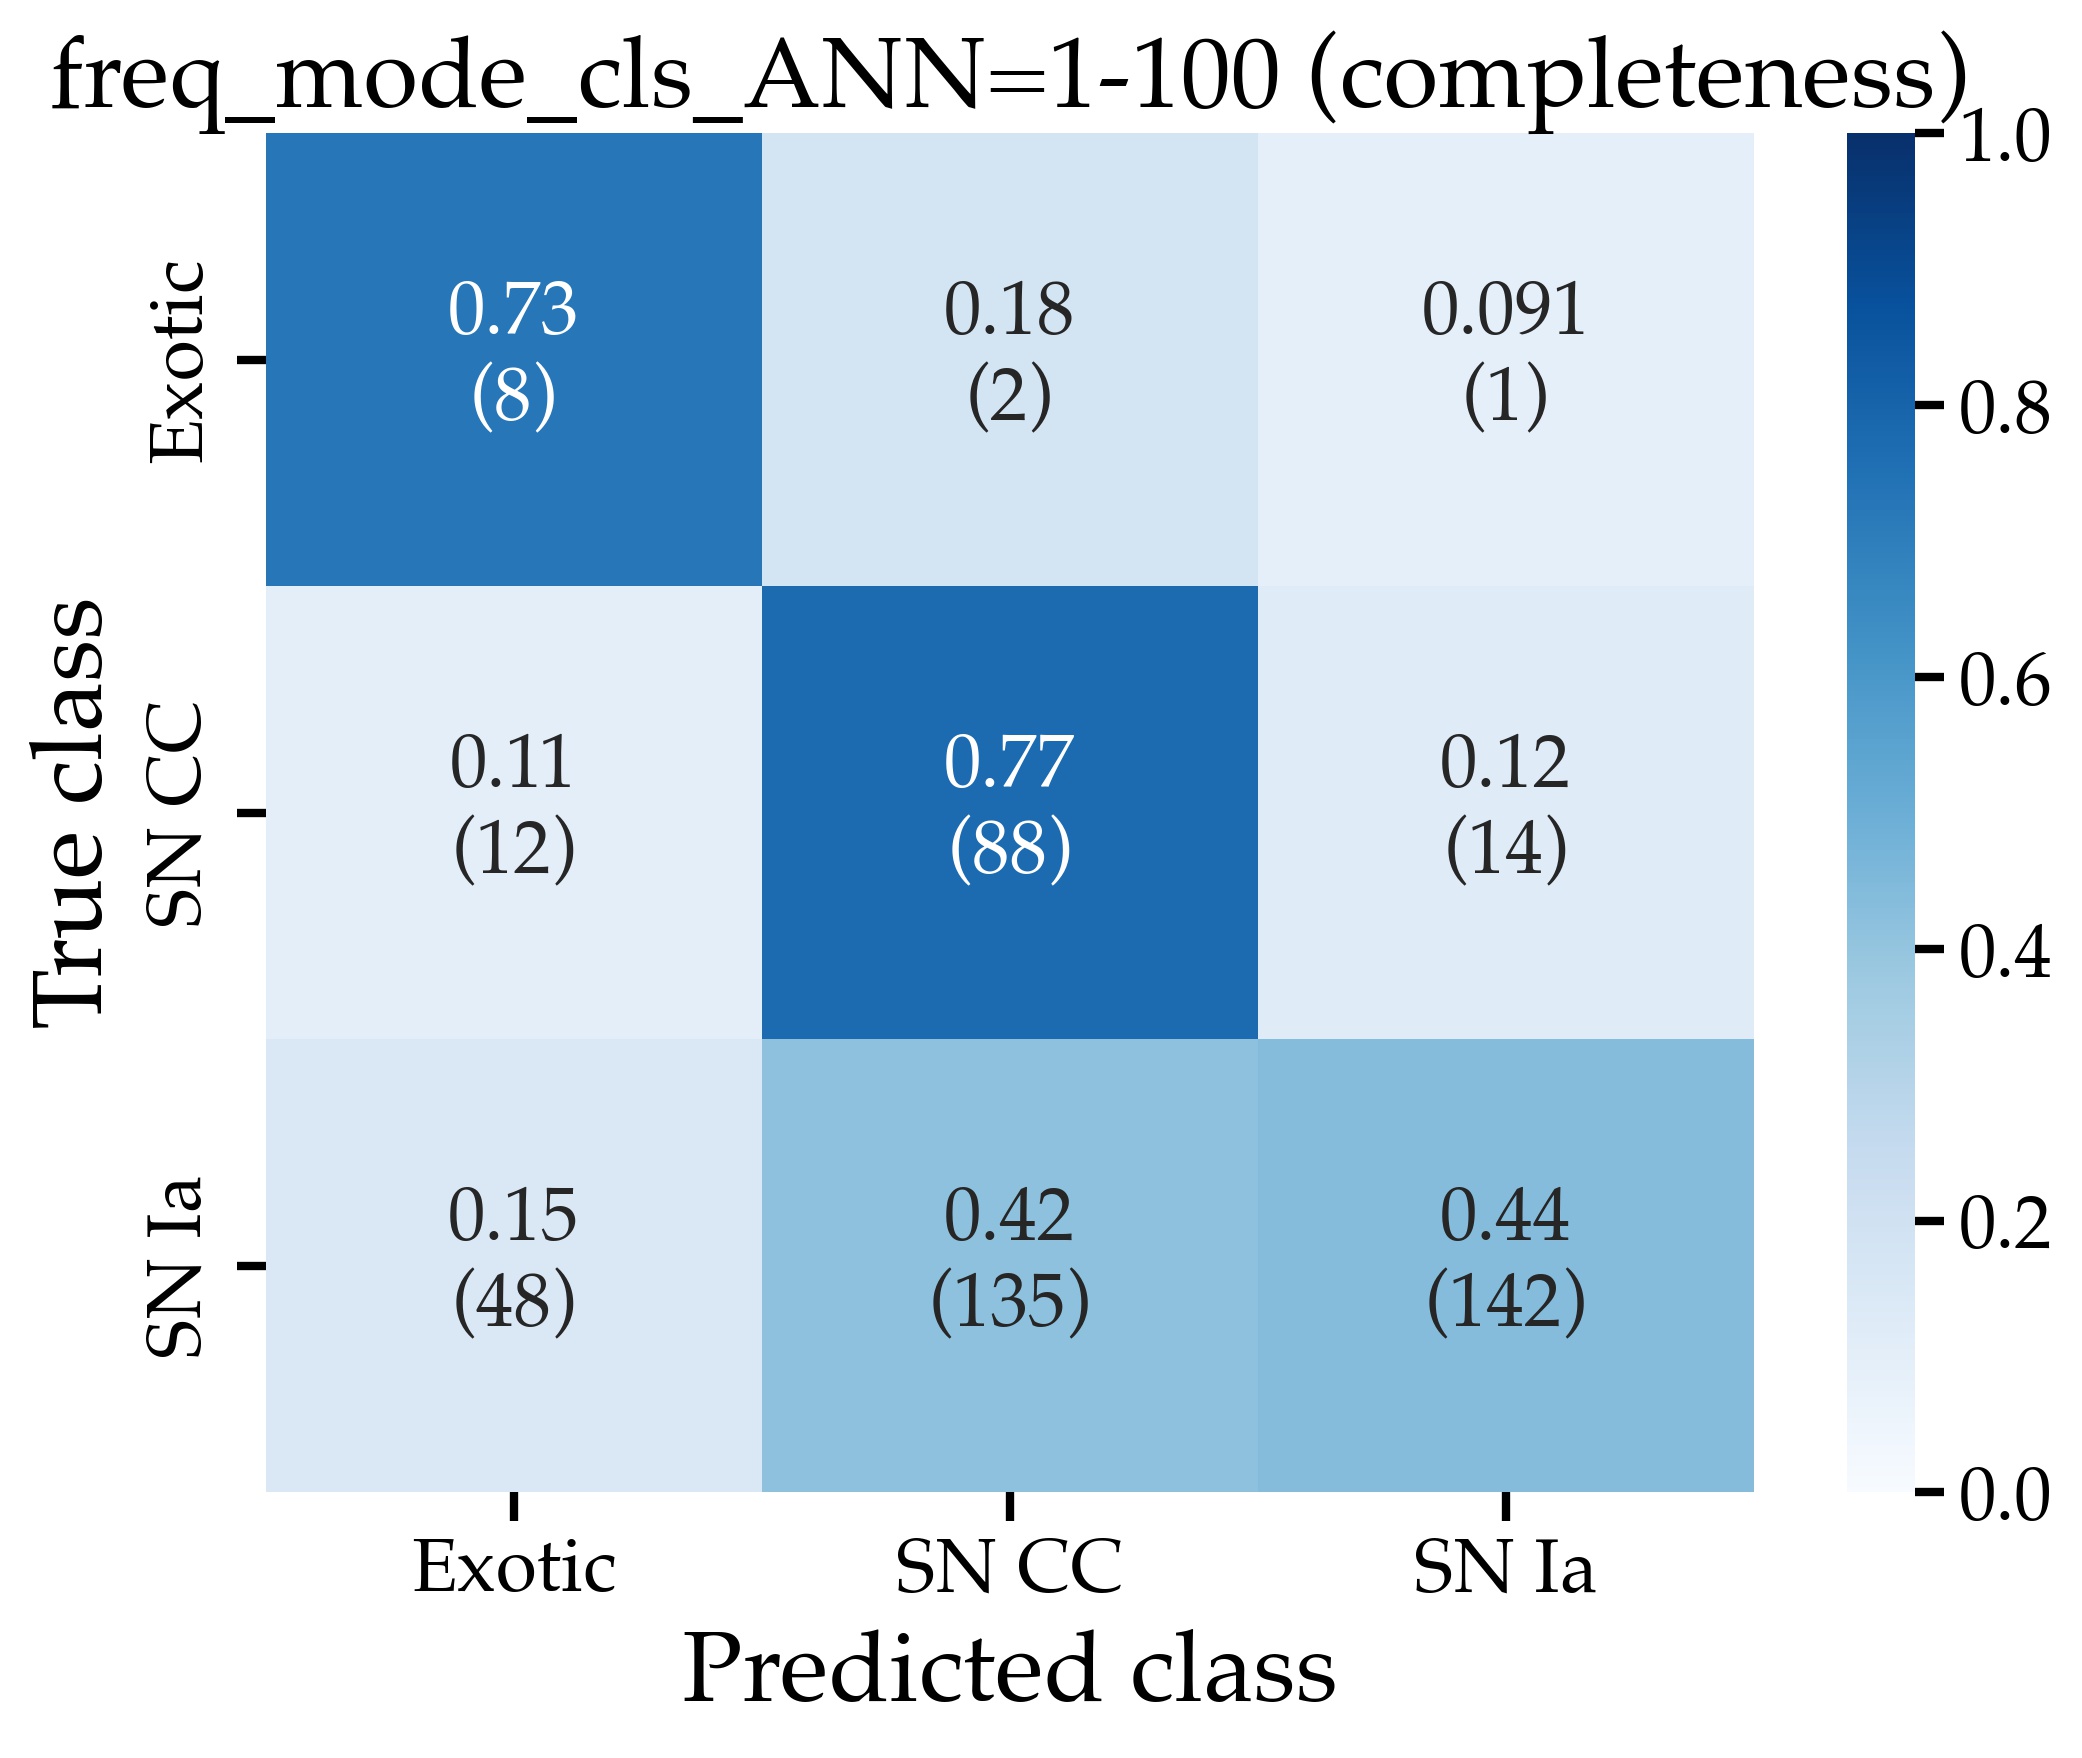 freq_mode_cls_ANN=1-100 (completeness)
True class
Exotic
SN CC
SN Ia
0.73
(8)
0.18
(2)
0.091
(1)
0.11
(12)
0.77
(88)
0.12
(14)
0.15
(48)
0.42
(135)
0.44
(142)
Exotic
SN CC
SN Ia
Predicted class
1.0
0.8
0.6
0.4
0.2
0.0